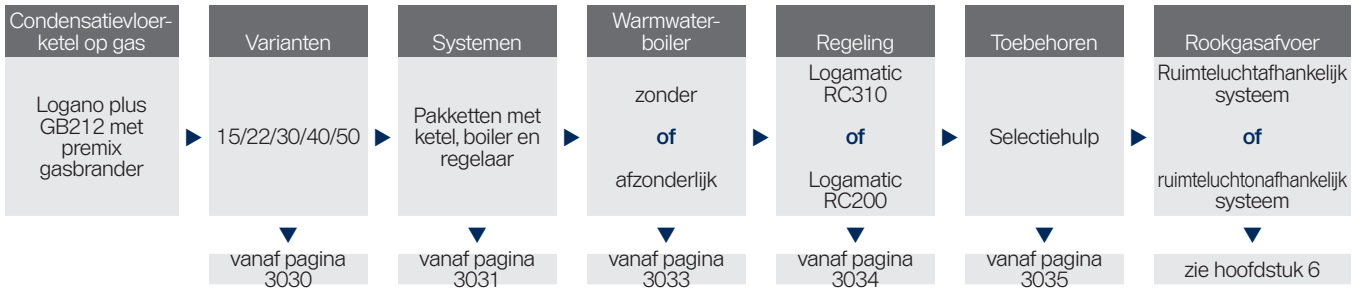 Condensatievloer-
ketel op gas
Logano plus
GB212 met
premix
gasbrander
Varianten
15/22/30/40/50
vanaf pagina
3030
Systemen
Pakketten met
ketel, boiler en
regelaar
vanaf pagina
3031
Warmwater-
boiler
zonder
of
afzonderlijk
vanaf pagina
3033
Regeling
Logamatic
RC310
of
Logamatic
RC200
vanaf pagina
3034
Toebehoren
Selectiehulp
vanaf pagina
3035
Rookgasafvoer
Ruimteluchtafhankelijk
systeem
of
ruimteluchtonafhankelijk
systeem
zie hoofdstuk 6